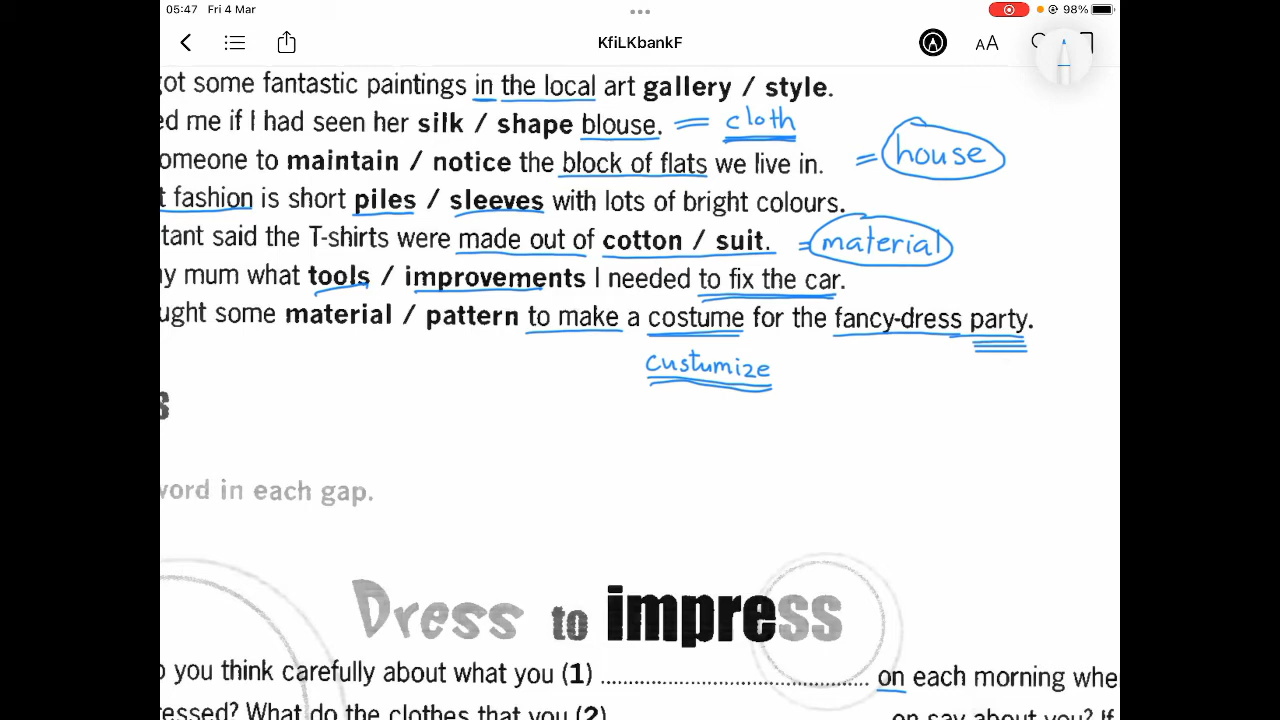 05:47 Fri 4 Mar 98%
KfiLKbankF
AA
ot some fantastic paintings in the local art gallery / style.
ed me if I had seen her silk / shape blouse. = cloth
omeone to maintain / notice the block of flats we live in. = house
t fashion is short piles / sleeves with lots of bright colours.
tant said the T-shirts were made out of cotton / suit. = material
y mum what tools / improvements I needed to fix the car.
ught some material / pattern to make a costume for the fancy-dress party.
custumize
s
word in each gap.
Dress to impress
o you think carefully about what you (1) .................................................. on each morning whe
essed? What do the clothes that you (2) on say about you? If